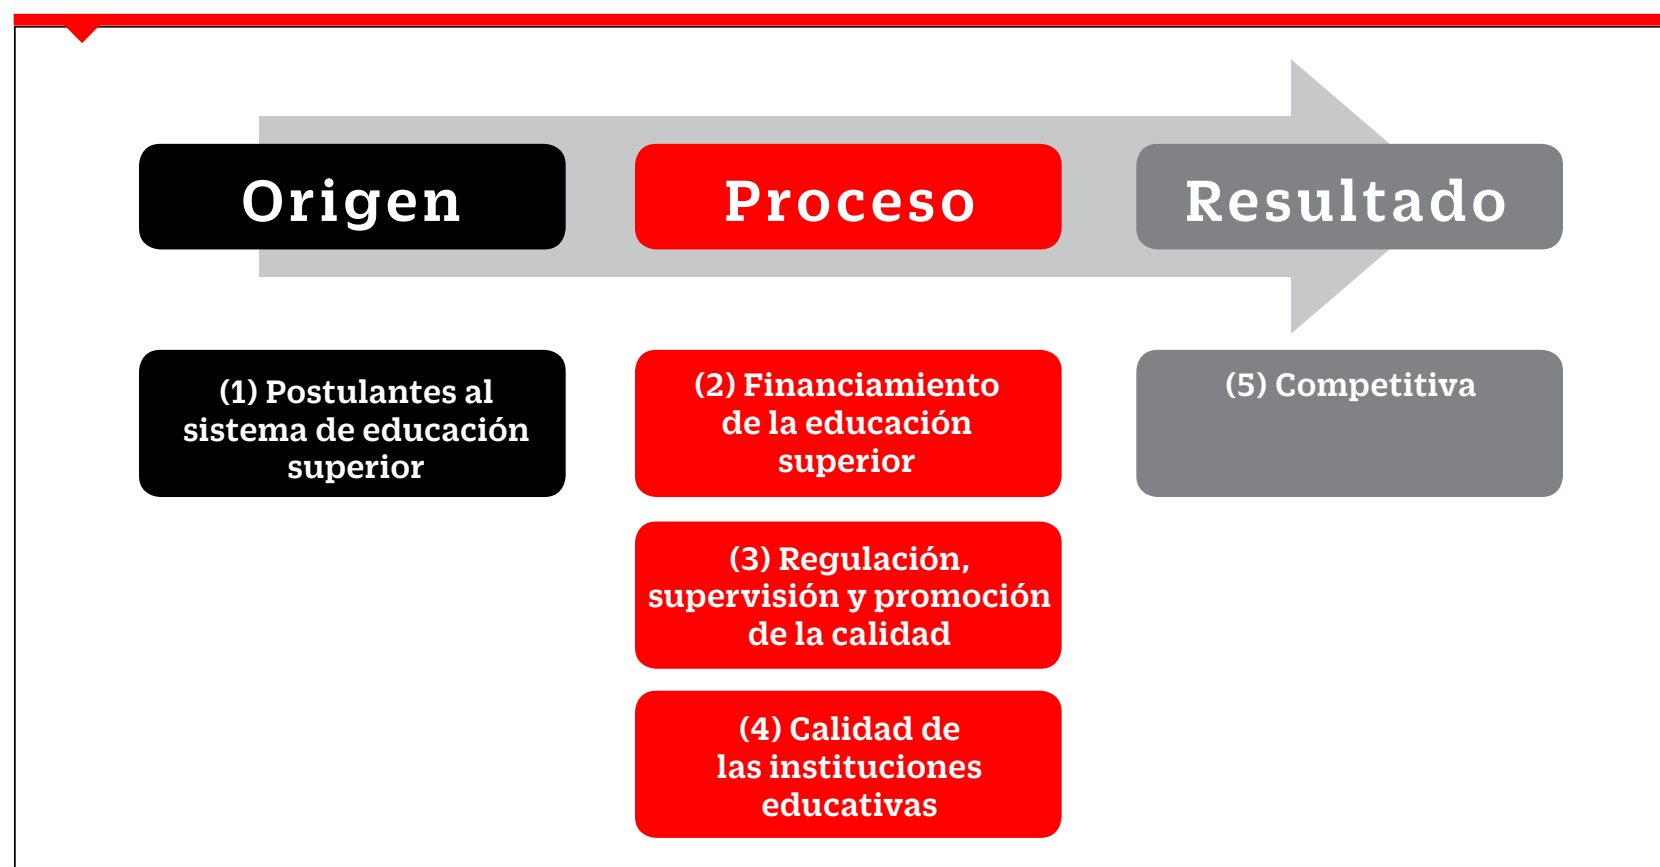 Origen
Proceso
Resultado
(1) Postulantes al
sistema de educación
superior
(2) Financiamiento
de la educación
superior
(3) Regulación,
supervisión y promoción
de la calidad
(4) Calidad de
las instituciones
educativas
(5) Competitiva